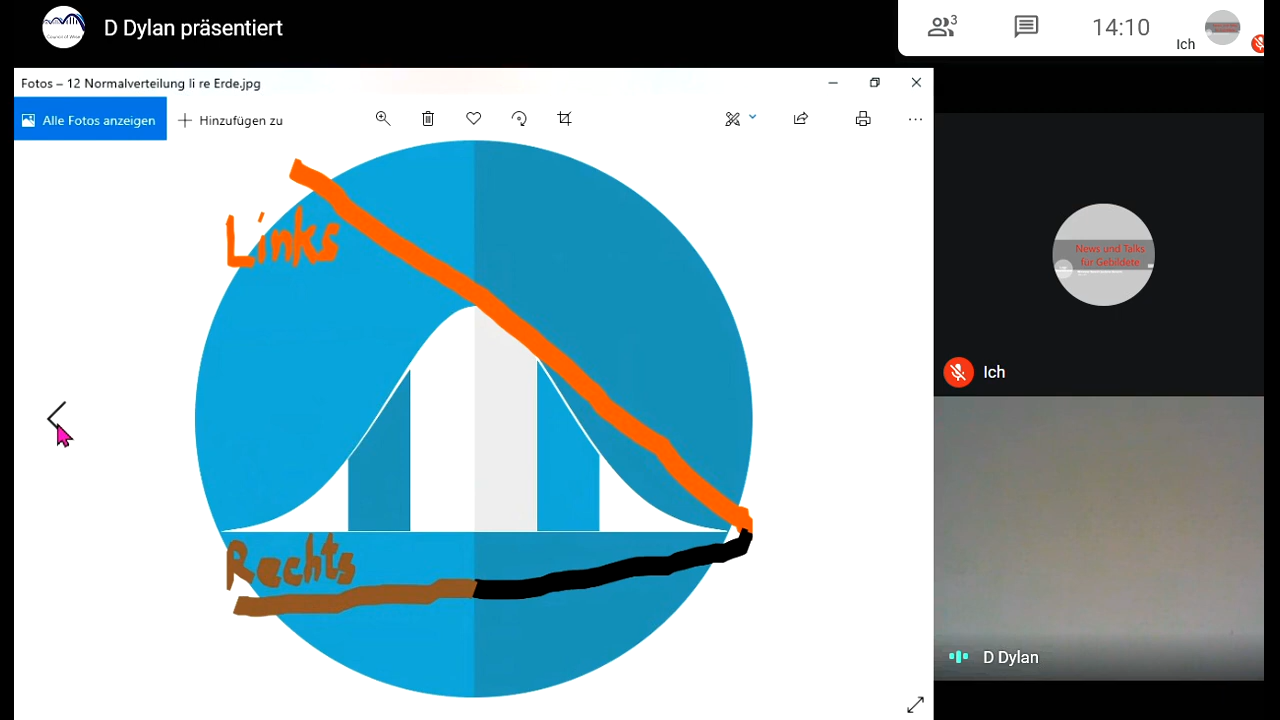 D Dylan präsentiert
3
14:10
Ich
Fotos – 12 Normalverteilung li re Erde.jpg
Alle Fotos anzeigen
Hinzufügen zu
Links
Rechts
News und Talks
für Gebildete
Ich
D Dylan